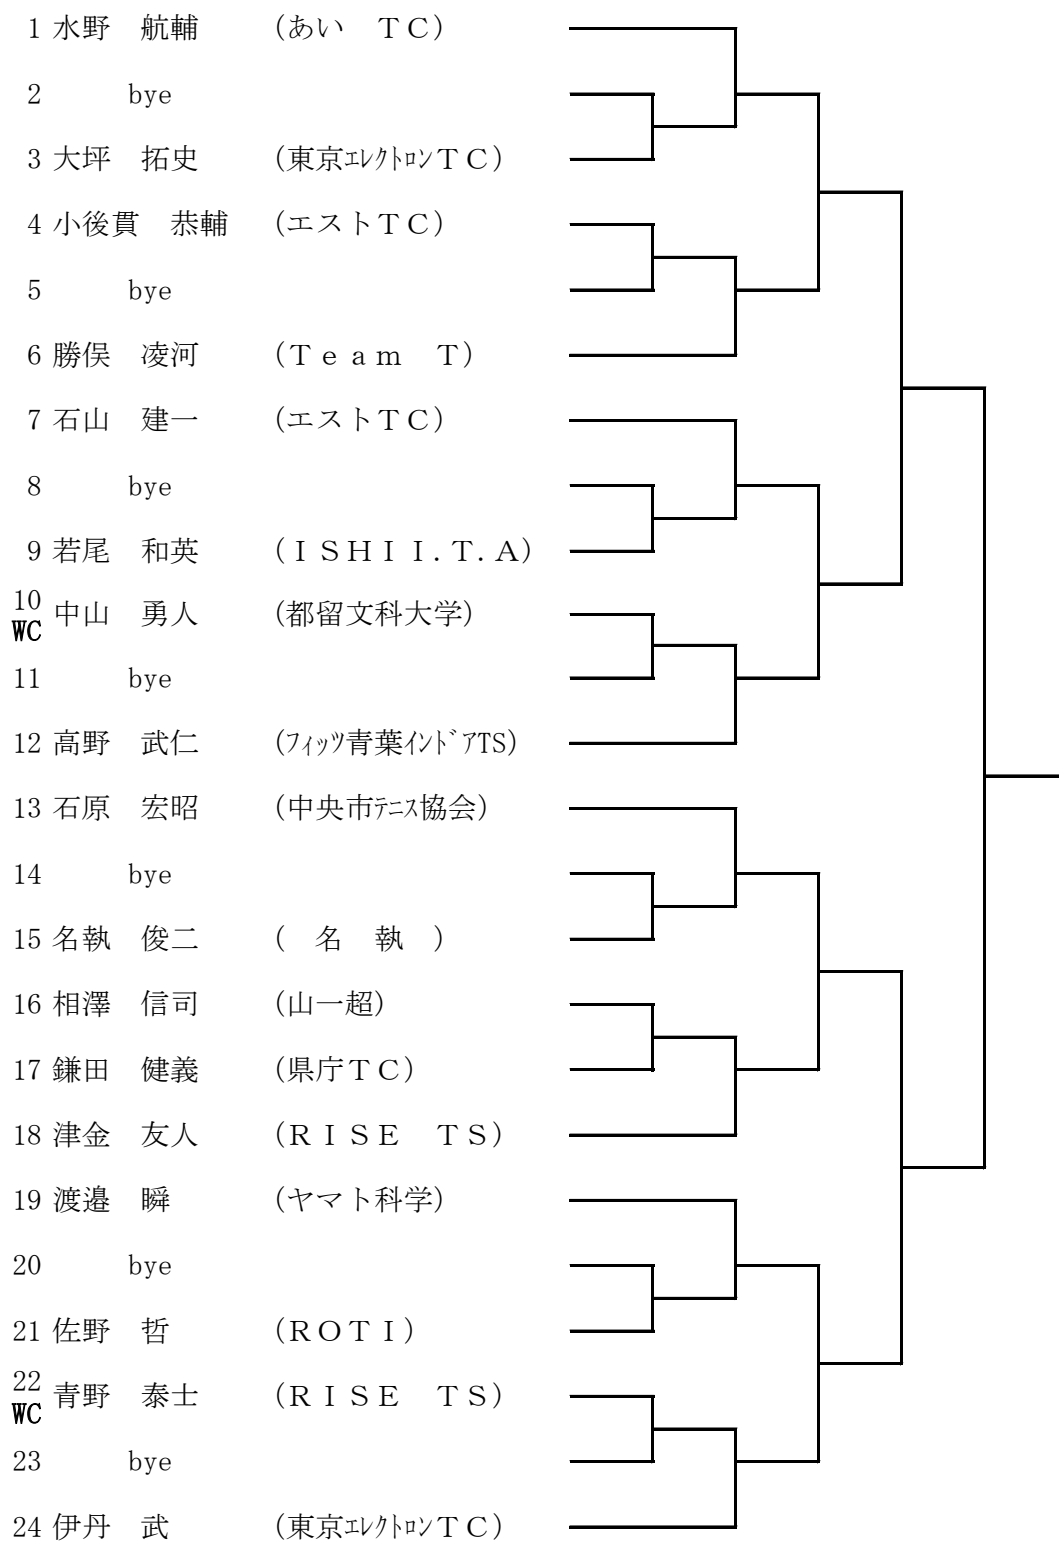 1 水野　航輔　（あい　ＴＣ）
2 bye
3 大坪　拓史　（東京ｴﾚｸﾄﾛﾝＴＣ）
4 小後貫　恭輔　（エストＴＣ）
5 bye
6 勝俣　凌河　（Ｔｅａｍ　Ｔ）
7 石山　建一　（エストＴＣ）
8 bye
9 若尾　和英　（ＩＳＨＩＩ.Ｔ.Ａ）
10 WC 中山　勇人　（都留文科大学）
11 bye
12 高野　武仁　（ﾌｨｯﾂ青葉ｲﾝﾄﾞｱTS）
13 石原　宏昭　（中央市ﾃﾆｽ協会）
14 bye
15 名執　俊二　（　名　執　）
16 相澤　信司　（山一超）
17 鎌田　健義　（県庁ＴＣ）
18 津金　友人　（ＲＩＳＥ　ＴＳ）
19 渡邉　瞬　（ヤマト科学）
20 bye
21 佐野　哲　（ＲＯＴＩ）
22 WC 青野　泰士　（ＲＩＳＥ　ＴＳ）
23 bye
24 伊丹　武　（東京ｴﾚｸﾄﾛﾝＴＣ）